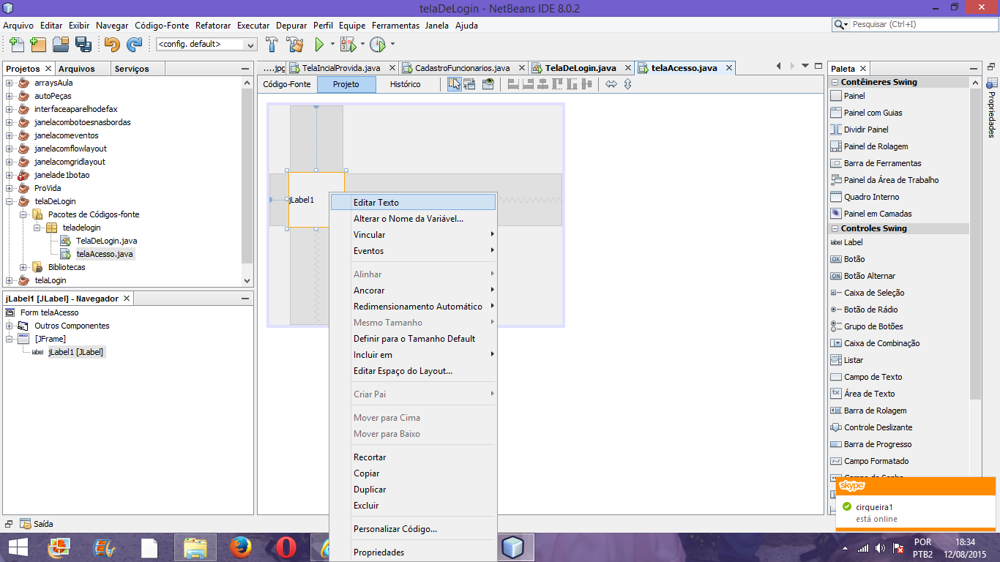 telaDeLogin - NetBeans IDE 8.0.2
Arquivo Editar Exibir Navegar Código-Fonte Refatorar Executar Depurar Perfil Equipe Ferramentas Janela Ajuda
Pesquisar (Ctrl+I)
<config. default>
Projetos Arquivos Serviços
arraysAula
autoPeças
interfaceaparelhodefax
janelacombotoesnasbordas
janelacomeventos
janelacomflowlayout
janelacomgridlayout
janelade1botao
ProVida
telaDeLogin
Pacotes de Códigos-fonte
teladelogin
TelaDeLogin.java
telaAcesso.java
Bibliotecas
telaLogin
jLabel1 [JLabel] - Navegador
Form telaAcesso
Outros Componentes
[JFrame]
label jLabel1 [JLabel]
Saída
....jpg TelaIncialProvida.java CadastroFuncionarios.java TelaDeLogin.java telaAcesso.java
Código-Fonte Projeto Histórico
jLabel1
Editar Texto
Alterar o Nome da Variável...
Vincular
Eventos
Alinhar
Ancorar
Redimensionamento Automático
Mesmo Tamanho
Definir para o Tamanho Default
Incluir em
Editar Espaço do Layout...
Criar Pai
Mover para Cima
Mover para Baixo
Recortar
Copiar
Duplicar
Excluir
Personalizar Código...
Propriedades
Paleta
Contêineres Swing
Painel
Painel com Guias
Dividir Painel
Painel de Rolagem
Barra de Ferramentas
Painel da Área de Trabalho
Quadro Interno
Painel em Camadas
Controles Swing
label Label
OK Botão
ON Botão Alternar
Caixa de Seleção
Botão de Rádio
Grupo de Botões
Caixa de Combinação
Listar
Campo de Texto
Área de Texto
Barra de Rolagem
Controle Deslizante
Barra de Progresso
Campo Formatado
Propriedades
skype
cirqueira1
está online
POR
PTB2
18:34
12/08/2015